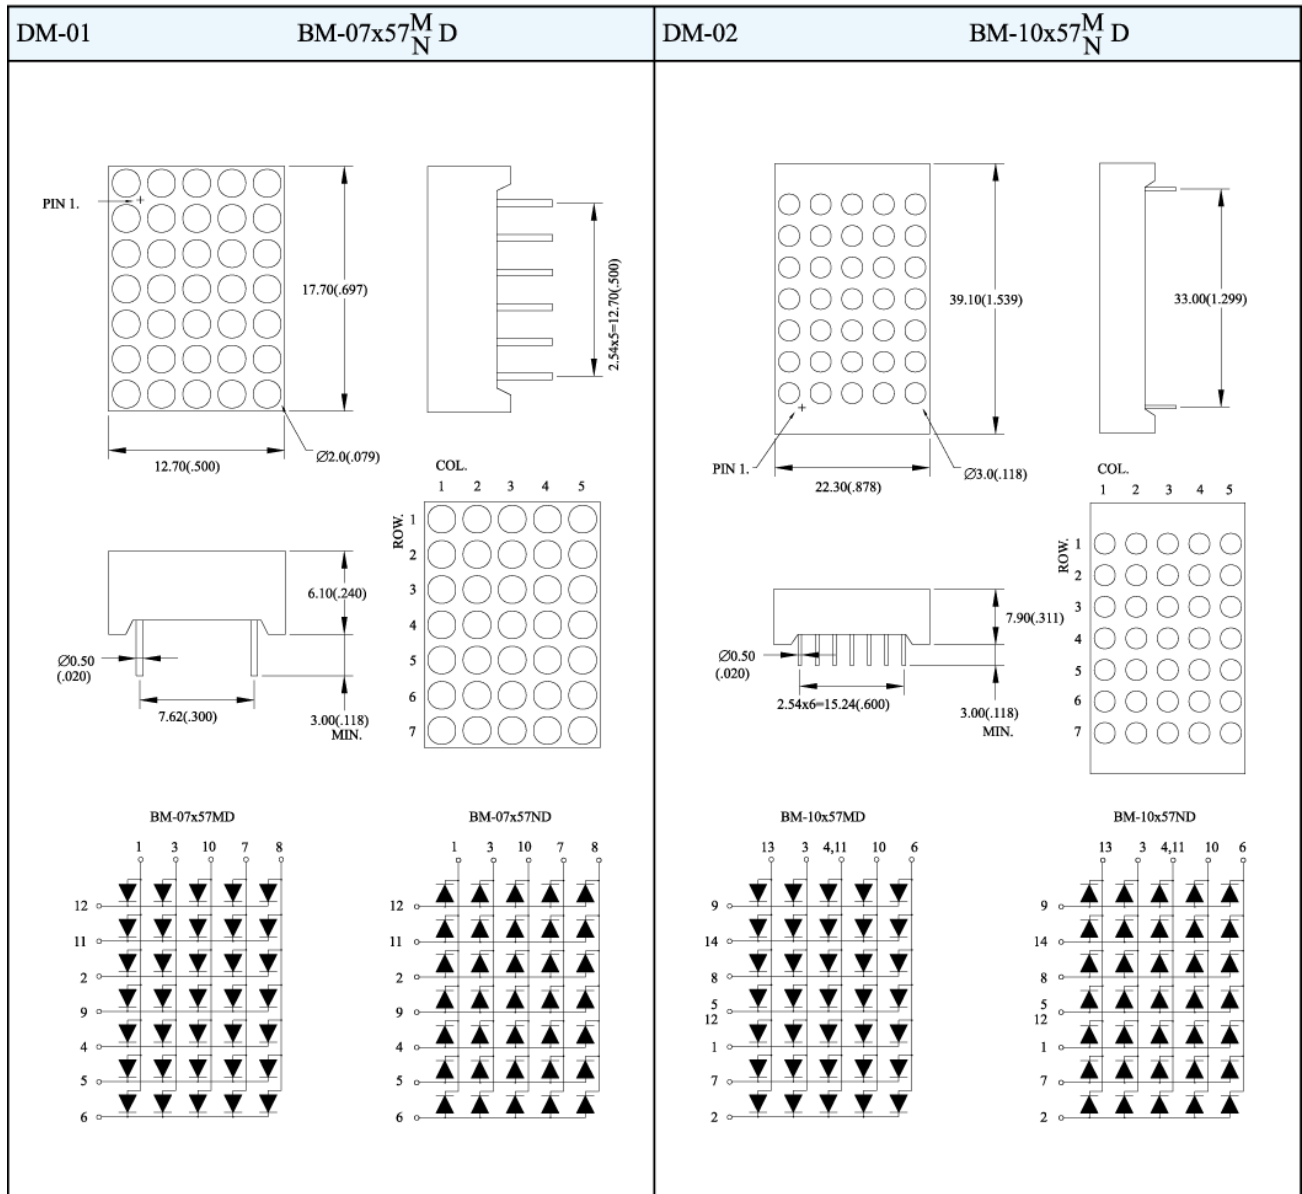 DM-01 BM-07x57 M/N D
DM-02 BM-10x57 M/N D
PIN 1.
17.70(.697)
2.54x5=12.70(.500)
12.70(.500)
Ø2.0(.079)
39.10(1.539)
33.00(1.299)
PIN 1.
22.30(.878)
Ø3.0(.118)
COL.
1 2 3 4 5
ROW.
1
2
3
4
5
6
7
6.10(.240)
Ø0.50
(.020)
7.62(.300)
3.00(.118)
MIN.
COL.
1 2 3 4 5
ROW.
1
2
3
4
5
6
7
7.90(.311)
Ø0.50
(.020)
2.54x6=15.24(.600)
3.00(.118)
MIN.
BM-07x57MD
1 3 10 7 8
12
11
2
9
4
5
6
BM-07x57ND
1 3 10 7 8
12
11
2
9
4
5
6
BM-10x57MD
13 3 4,11 10 6
9
14
8
5
12
1
7
2
BM-10x57ND
13 3 4,11 10 6
9
14
8
5
12
1
7
2